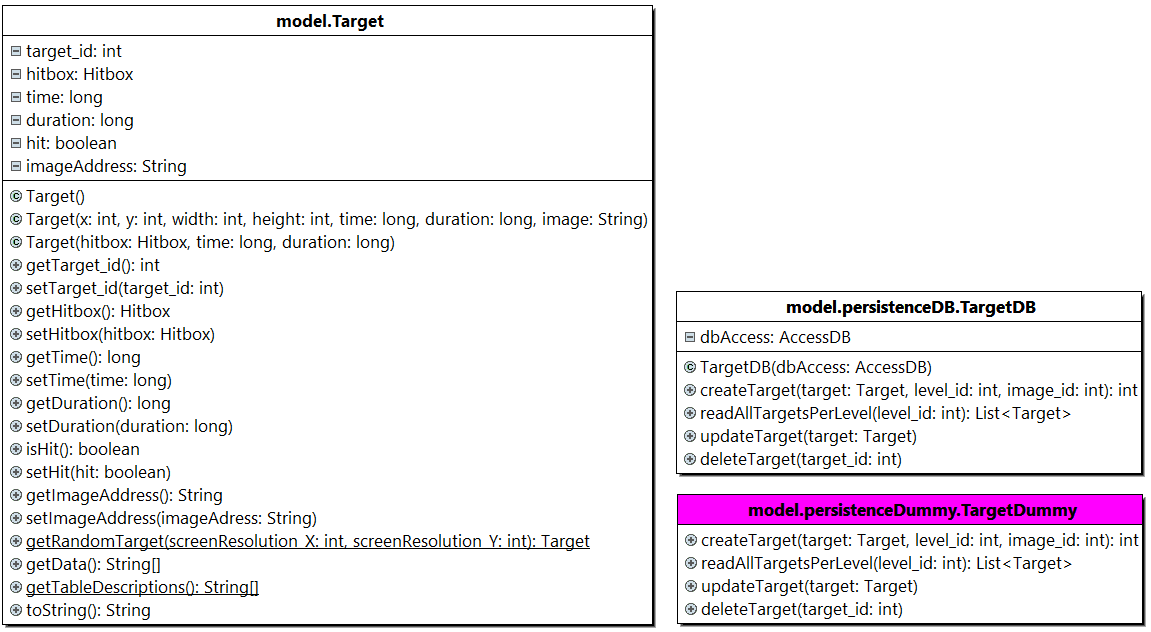 model.Target
target_id: int
hitbox: Hitbox
time: long
duration: long
hit: boolean
imageAddress: String
Target()
Target(x: int, y: int, width: int, height: int, time: long, duration: long, image: String)
Target(hitbox: Hitbox, time: long, duration: long)
getTarget_id(): int
setTarget_id(target_id: int)
getHitbox(): Hitbox
setHitbox(hitbox: Hitbox)
getTime(): long
setTime(time: long)
getDuration(): long
setDuration(duration: long)
isHit(): boolean
setHit(hit: boolean)
getImageAddress(): String
setImageAddress(imageAdress: String)
getRandomTarget(screenResolution_X: int, screenResolution_Y: int): Target
getData(): String[]
getTableDescriptions(): String[]
toString(): String
model.persistenceDB.TargetDB
dbAccess: AccessDB
TargetDB(dbAccess: AccessDB)
createTarget(target: Target, level_id: int, image_id: int): int
readAllTargetsPerLevel(level_id: int): List<Target>
updateTarget(target: Target)
deleteTarget(target_id: int)
model.persistenceDummy.TargetDummy
createTarget(target: Target, level_id: int, image_id: int): int
readAllTargetsPerLevel(level_id: int): List<Target>
updateTarget(target: Target)
deleteTarget(target_id: int)